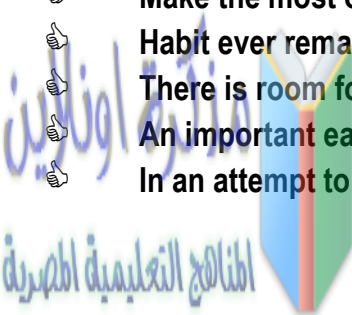 Make the most o
Habit ever rema
There is room fo
An important ea
In an attempt to
مذكرة اونلاين
المناهج التعليمية المصرية